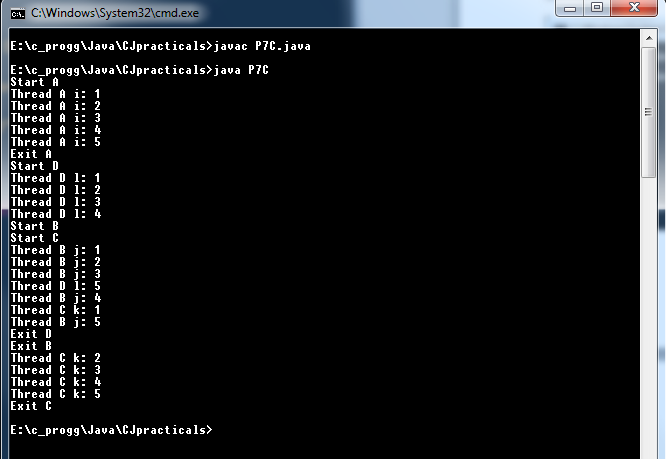 C:\Windows\System32\cmd.exe
E:\c_progg\Java\CJpracticals>javac P7C.java
E:\c_progg\Java\CJpracticals>java P7C
Start A
Thread A i: 1
Thread A i: 2
Thread A i: 3
Thread A i: 4
Thread A i: 5
Exit A
Start D
Thread D l: 1
Thread D l: 2
Thread D l: 3
Thread D l: 4
Start B
Start C
Thread B j: 1
Thread B j: 2
Thread B j: 3
Thread D l: 5
Thread B j: 4
Thread C k: 1
Thread B j: 5
Exit D
Exit B
Thread C k: 2
Thread C k: 3
Thread C k: 4
Thread C k: 5
Exit C
E:\c_progg\Java\CJpracticals>